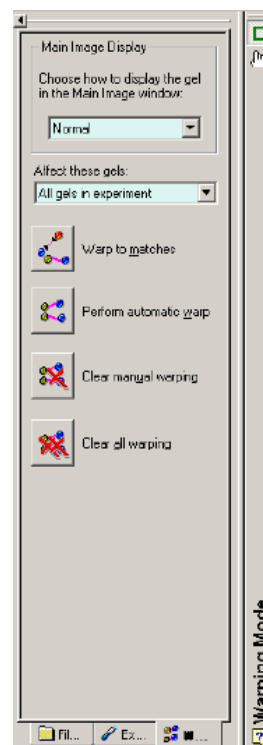 Main Image Display
Choose how to display the gel
in the Main Image window:
Normal
Affect these gels:
All gels in experiment
Warp to matches
Perform automatic warp
Clear manual warping
Clear all warping
Fil...
Ex...
Warping Mode
?